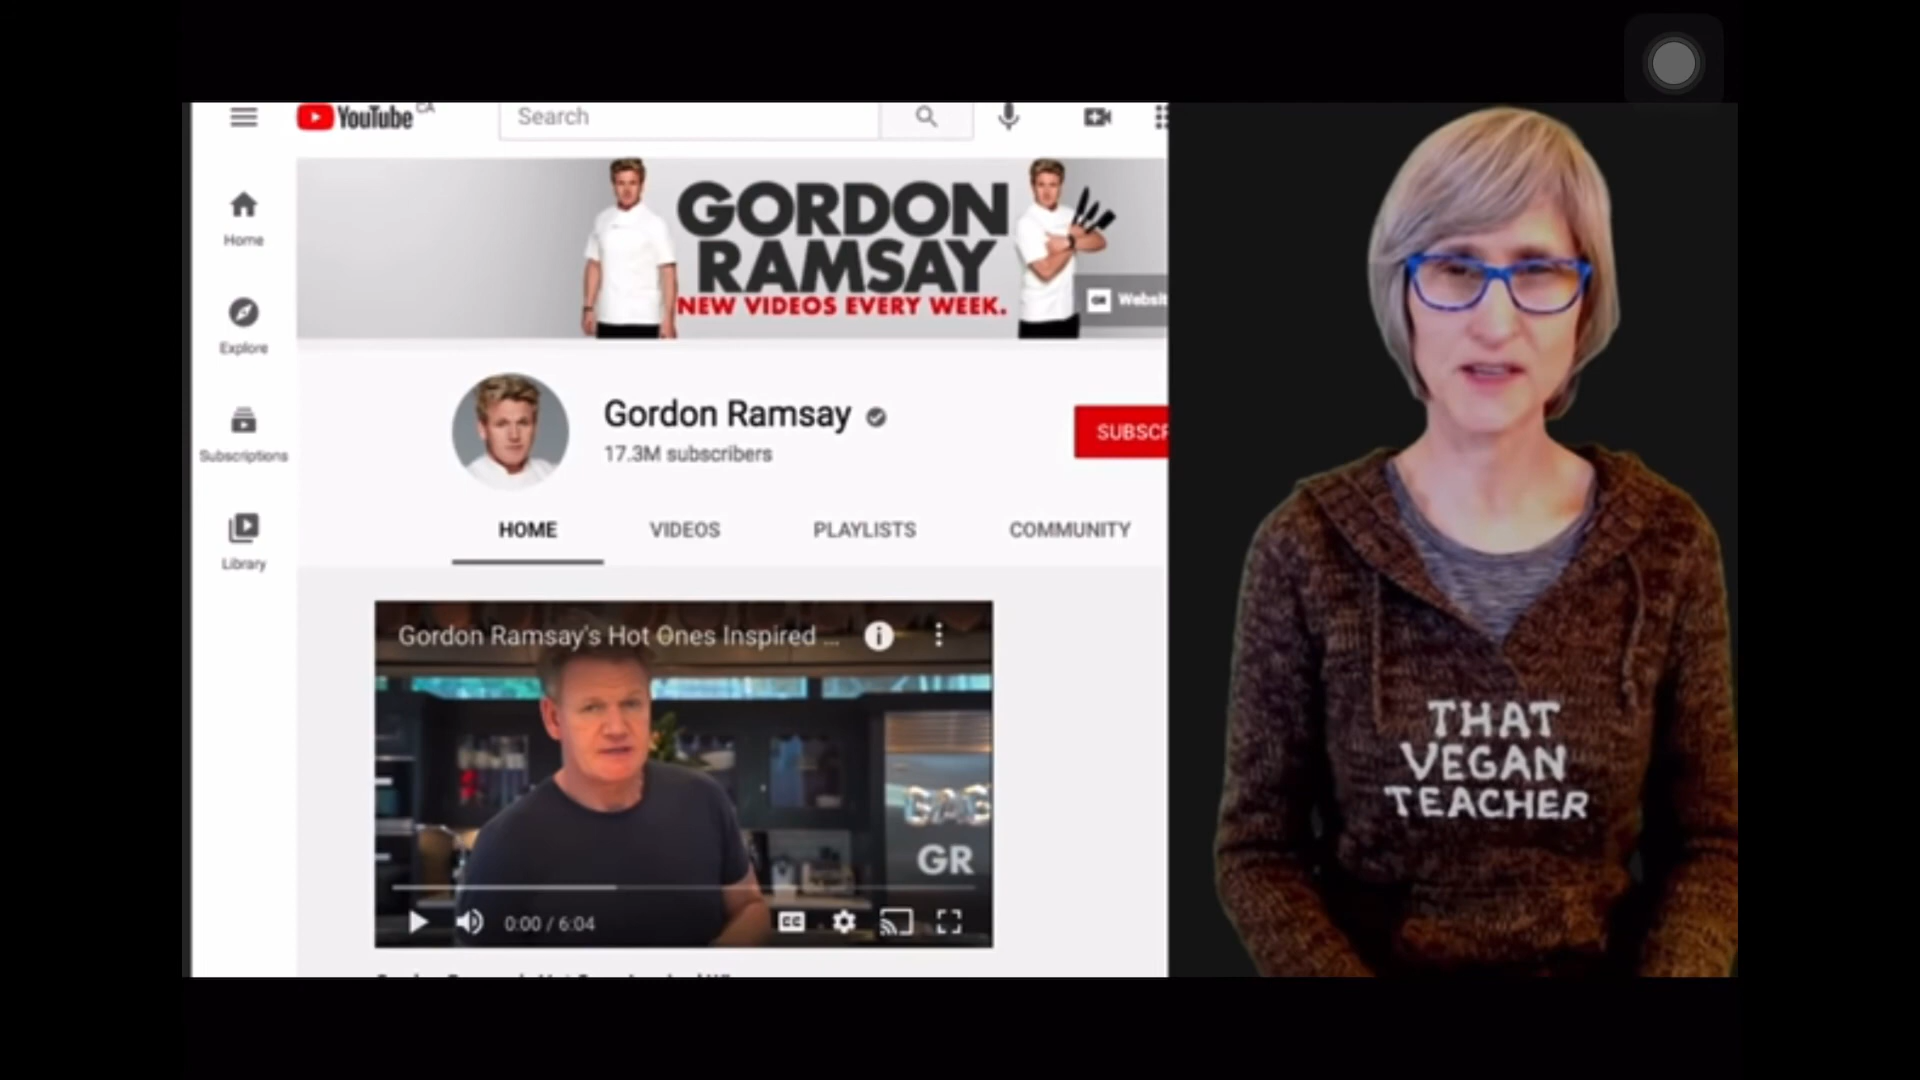 YouTube CA
Search
Home
Explore
Subscriptions
Library
GORDON
RAMSAY
NEW VIDEOS EVERY WEEK.
GR Websit
Gordon Ramsay
17.3M subscribers
SUBSCR
HOME VIDEOS PLAYLISTS COMMUNITY
Gordon Ramsay's Hot Ones Inspired ...
GR
0:00 / 6:04
CC
THAT
VEGAN
TEACHER